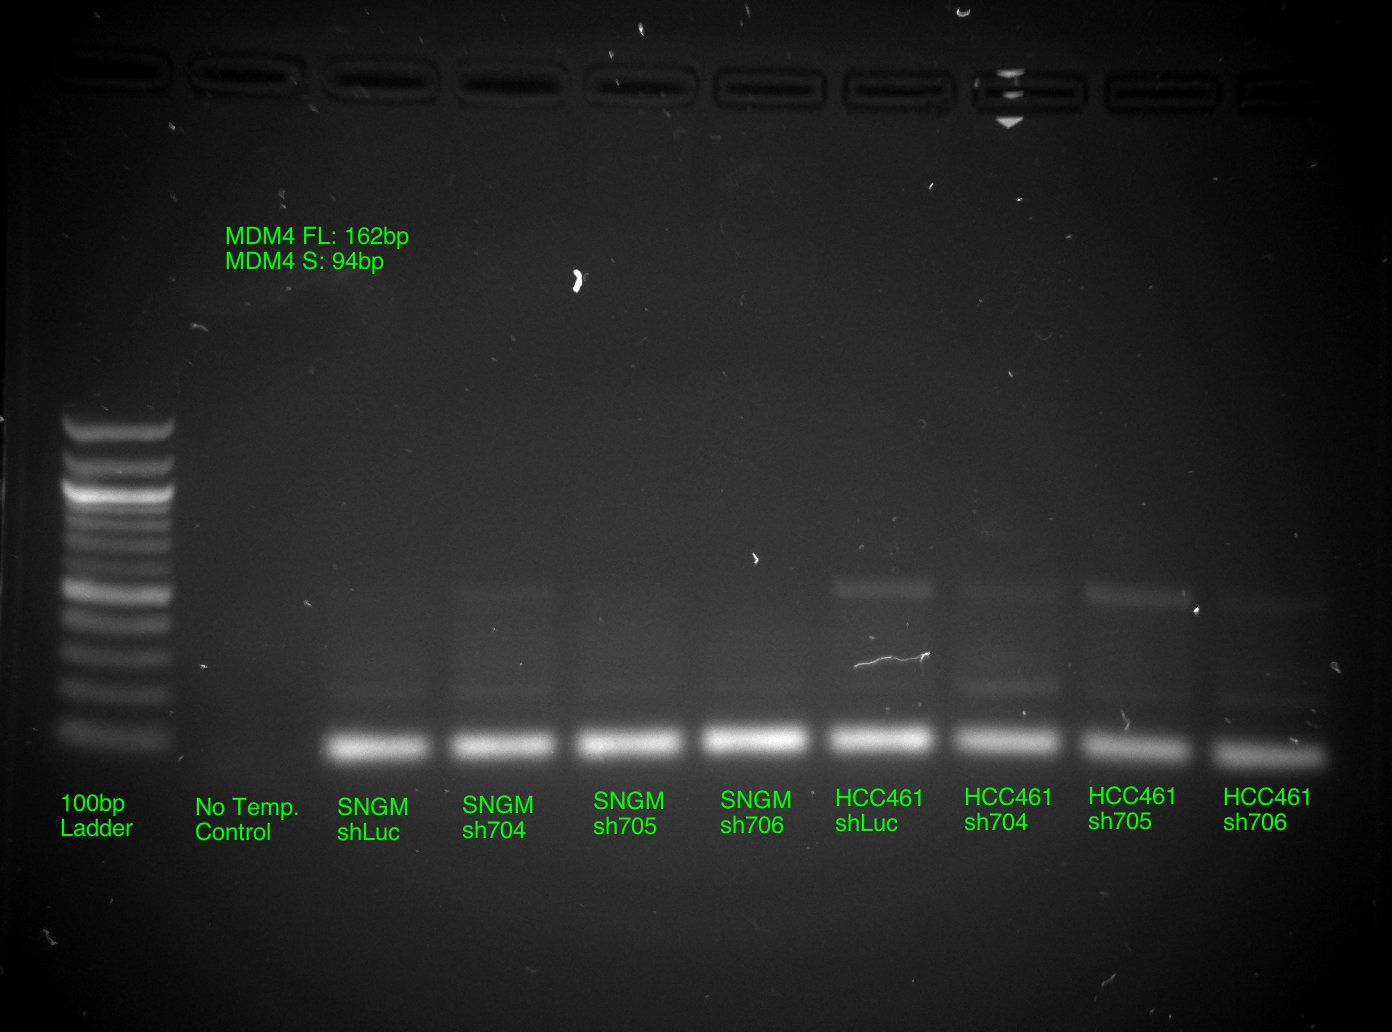 MDM4 FL: 162bp
MDM4 S: 94bp
100bp
Ladder
No Temp.
Control
SNGM
shLuc
SNGM
sh704
SNGM
sh705
SNGM
sh706
HCC461
shLuc
HCC461
sh704
HCC461
sh705
HCC461
sh706